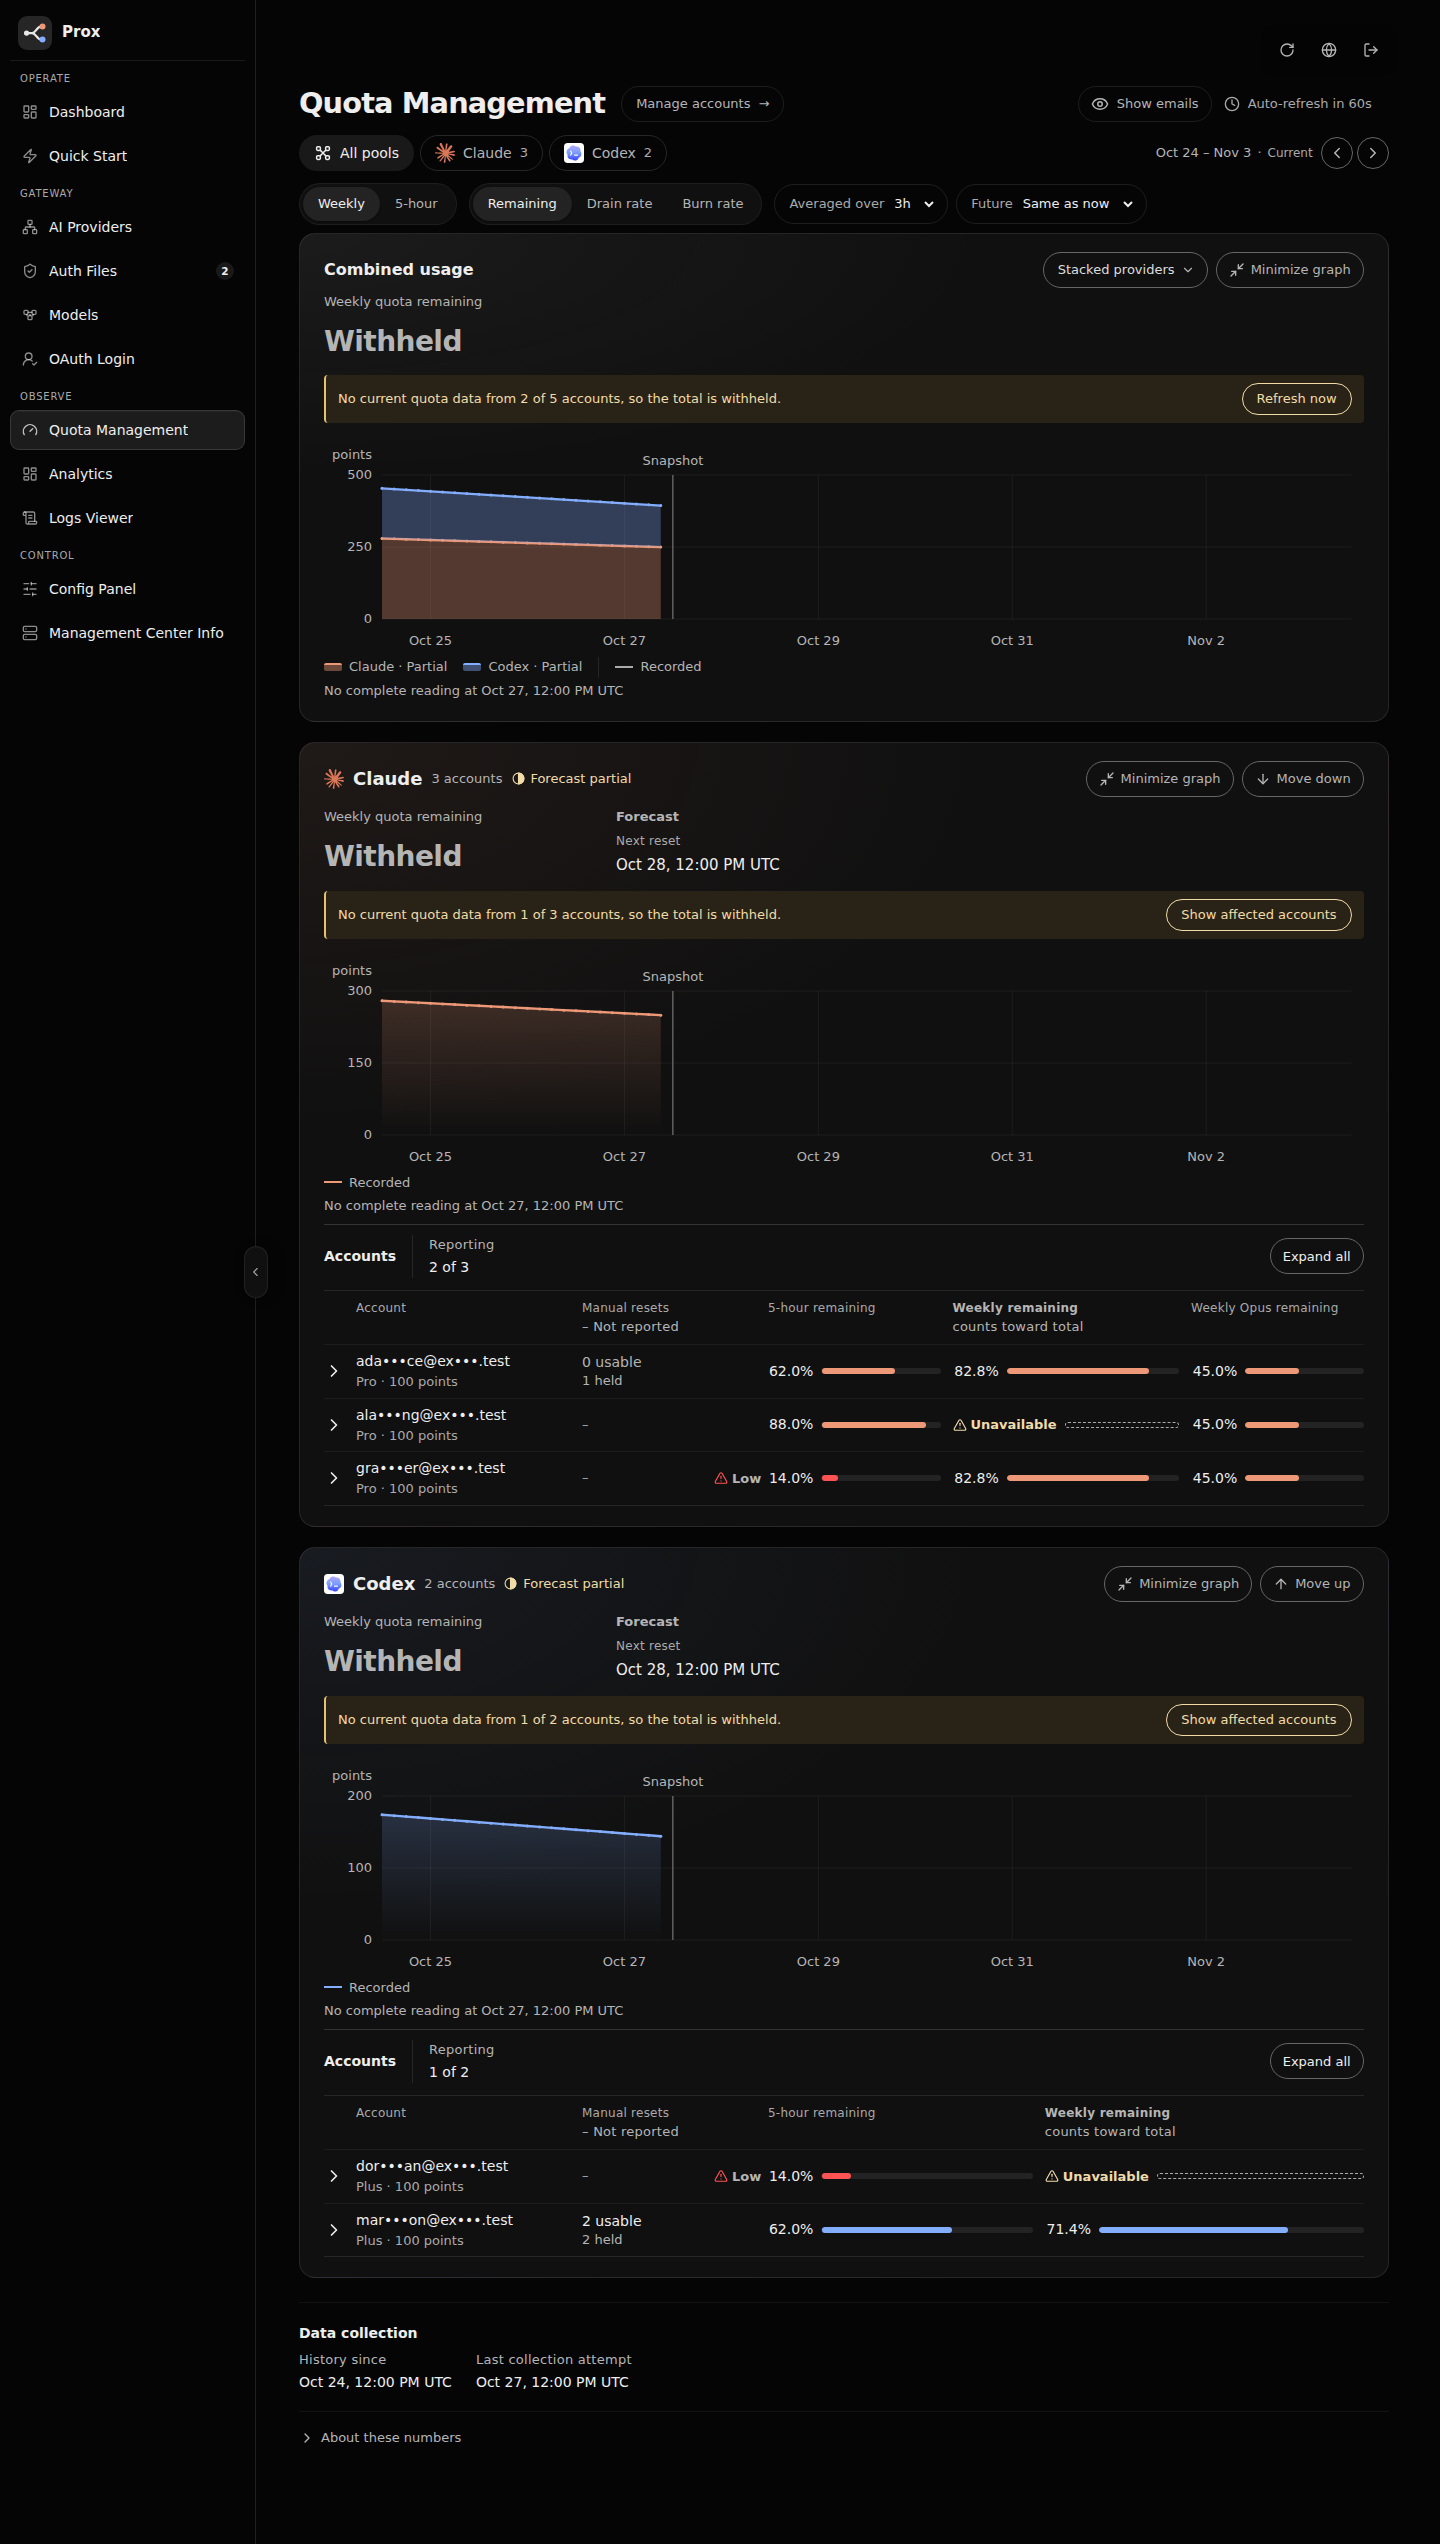 Prox
OPERATE
Dashboard
Quick Start
GATEWAY
AI Providers
Auth Files 2
Models
OAuth Login
OBSERVE
Quota Management
Analytics
Logs Viewer
CONTROL
Config Panel
Management Center Info
Quota Management Manage accounts → Show emails Auto-refresh in 60s
All pools Claude 3 Codex 2 Oct 24 – Nov 3 · Current
Weekly 5-hour Remaining Drain rate Burn rate Averaged over 3h Future Same as now
Combined usage Stacked providers Minimize graph
Weekly quota remaining
Withheld
No current quota data from 2 of 5 accounts, so the total is withheld. Refresh now
points
Snapshot
500
250
0
Oct 25 Oct 27 Oct 29 Oct 31 Nov 2
Claude · Partial Codex · Partial Recorded
No complete reading at Oct 27, 12:00 PM UTC
Claude 3 accounts Forecast partial Minimize graph Move down
Weekly quota remaining Forecast
Next reset
Withheld Oct 28, 12:00 PM UTC
No current quota data from 1 of 3 accounts, so the total is withheld. Show affected accounts
points
Snapshot
300
150
0
Oct 25 Oct 27 Oct 29 Oct 31 Nov 2
Recorded
No complete reading at Oct 27, 12:00 PM UTC
Accounts Reporting Expand all
2 of 3
Account Manual resets 5-hour remaining Weekly remaining Weekly Opus remaining
– Not reported counts toward total
ada•••ce@ex•••.test 0 usable 62.0% 82.8% 45.0%
Pro · 100 points 1 held
ala•••ng@ex•••.test – 88.0% Unavailable 45.0%
Pro · 100 points
gra•••er@ex•••.test – Low 14.0% 82.8% 45.0%
Pro · 100 points
Codex 2 accounts Forecast partial Minimize graph Move up
Weekly quota remaining Forecast
Next reset
Withheld Oct 28, 12:00 PM UTC
No current quota data from 1 of 2 accounts, so the total is withheld. Show affected accounts
points
Snapshot
200
100
0
Oct 25 Oct 27 Oct 29 Oct 31 Nov 2
Recorded
No complete reading at Oct 27, 12:00 PM UTC
Accounts Reporting Expand all
1 of 2
Account Manual resets 5-hour remaining Weekly remaining
– Not reported counts toward total
dor•••an@ex•••.test – Low 14.0% Unavailable
Plus · 100 points
mar•••on@ex•••.test 2 usable 62.0% 71.4%
Plus · 100 points 2 held
Data collection
History since Last collection attempt
Oct 24, 12:00 PM UTC Oct 27, 12:00 PM UTC
About these numbers